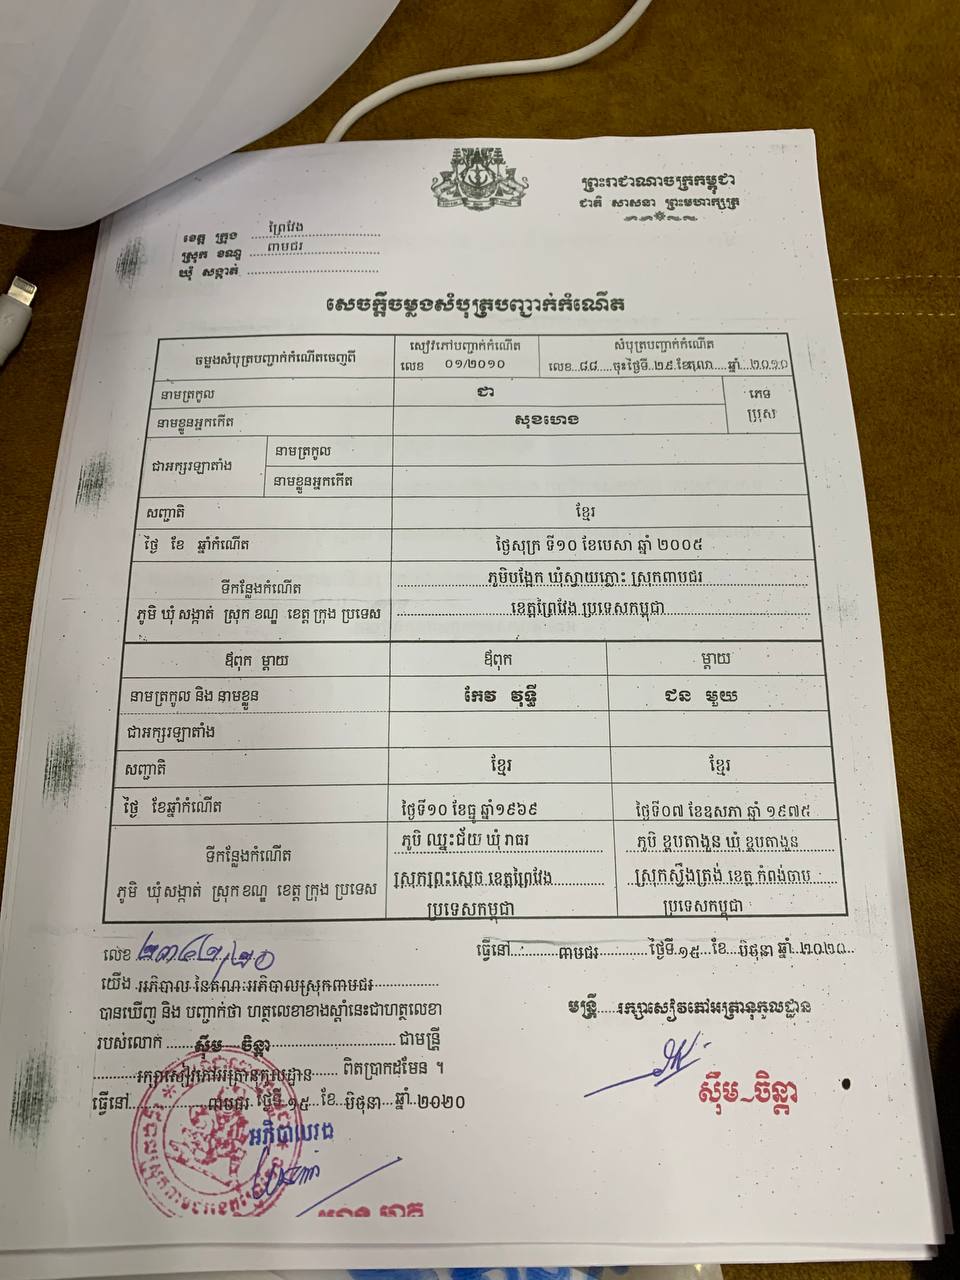 ព្រះរាជាណាចក្រកម្ពុជា
ជាតិ សាសនា ព្រះមហាក្សត្រ
ខេត្ត ក្រុង ព្រៃវែង
ស្រុក ខណ្ឌ ពាមជរ
ឃុំ សង្កាត់
សេចក្តីចម្លងសំបុត្របញ្ជាក់កំណើត
ចម្លងសំបុត្របញ្ជាក់កំណើតចេញពី
សៀវភៅបញ្ជាក់កំណើត
លេខ ០១/២០១០
សំបុត្របញ្ជាក់កំណើត
លេខ ៨៨ ចុះថ្ងៃទី ២៩ ខែតុលា ឆ្នាំ ២០១០
នាមត្រកូល ជា
ភេទ
ប្រុស
នាមខ្លួនអ្នកកើត សុខហេង
ជាអក្សរឡាតាំង
នាមត្រកូល
នាមខ្លួនអ្នកកើត
សញ្ជាតិ ខ្មែរ
ថ្ងៃ ខែ ឆ្នាំកំណើត ថ្ងៃសុក្រ ទី១០ ខែមេសា ឆ្នាំ ២០០៥
ទីកន្លែងកំណើត
ភូមិ ឃុំ សង្កាត់ ស្រុក ខណ្ឌ ខេត្ត ក្រុង ប្រទេស
ភូមិបង្អែក ឃុំស្វាយភ្លោះ ស្រុកពាមជរ
ខេត្តព្រៃវែង ប្រទេសកម្ពុជា
ឪពុក ម្តាយ ឪពុក ម្តាយ
នាមត្រកូល និង នាមខ្លួន កែវ វុទ្ធី ជន មួយ
ជាអក្សរឡាតាំង
សញ្ជាតិ ខ្មែរ ខ្មែរ
ថ្ងៃ ខែឆ្នាំកំណើត ថ្ងៃទី១០ ខែធ្នូ ឆ្នាំ១៩៦៩ ថ្ងៃទី០៧ ខែឧសភា ឆ្នាំ ១៩៧៥
ទីកន្លែងកំណើត
ភូមិ ឃុំសង្កាត់ ស្រុក ខណ្ឌ ខេត្ត ក្រុង ប្រទេស
ភូមិ ឈ្នះជ័យ ឃុំ រាធរ
ស្រុកព្រះស្តេច ខេត្តព្រៃវែង
ប្រទេសកម្ពុជា
ភូមិ ខ្ពបតាងួន ឃុំ ខ្ពបតាងួន
ស្រុកស្ទឹងត្រង់ ខេត្ត កំពង់ចាម
ប្រទេសកម្ពុជា
លេខ ២៣៤២/២០
យើង អភិបាល នៃគណៈអភិបាលស្រុកពាមជរ
បានឃើញ និង បញ្ជាក់ថា ហត្ថលេខាខាងស្តាំនេះជាហត្ថលេខា
របស់លោក ស៊ឹម ចិន្តា ជាមន្ត្រី
រក្សាសៀវភៅអត្រានុកូលដ្ឋាន ពិតប្រាកដមែន ។
ធ្វើនៅ ពាមជរ ថ្ងៃទី ១៥ ខែ មិថុនា ឆ្នាំ ២០២០
អភិបាលរង
ធ្វើនៅ ពាមជរ ថ្ងៃទី ១៥ ខែ មិថុនា ឆ្នាំ ២០២០
មន្ត្រី រក្សាសៀវភៅអត្រានុកូលដ្ឋាន
ស៊ឹម ចិន្តា